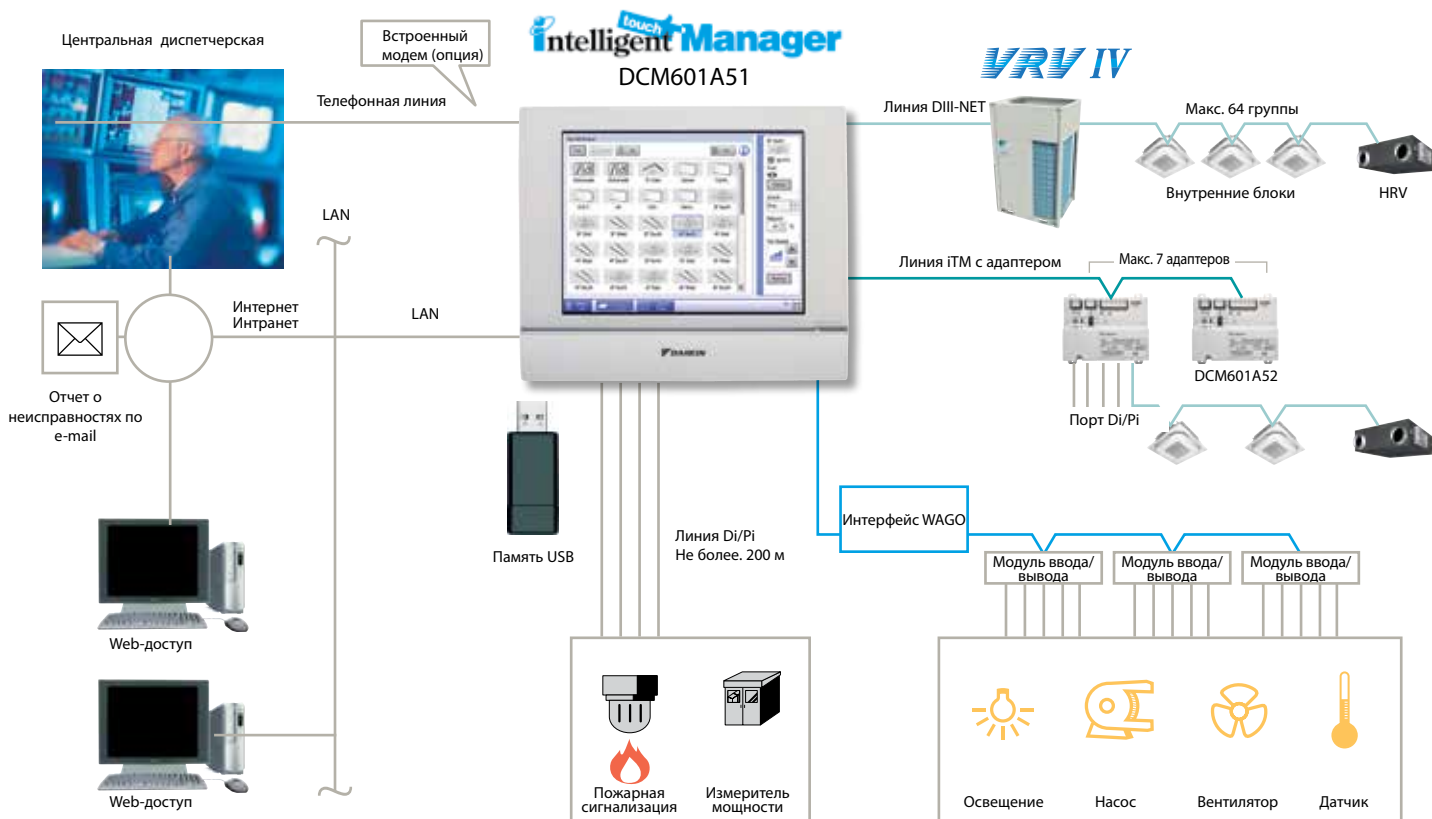 Центральная диспетчерская
Встроенный
модем (опция)
touch
intelligent Manager
DCM601A51
VRV IV
Телефонная линия
Линия DIII-NET
Макс. 64 группы
Внутренние блоки
HRV
LAN
Линия iTM с адаптером
Макс. 7 адаптеров
Интернет
Интранет
LAN
DAIKIN
DCM601A52
Отчет о
неисправностях по
e-mail
Порт Di/Pi
Интерфейс WAGO
Линия Di/Pi
Не более. 200 м
Память USB
Модуль ввода/
вывода
Модуль ввода/
вывода
Модуль ввода/
вывода
Web-доступ
Пожарная
сигнализация
Измеритель
мощности
Освещение
Насос
Вентилятор
Датчик
Web-доступ